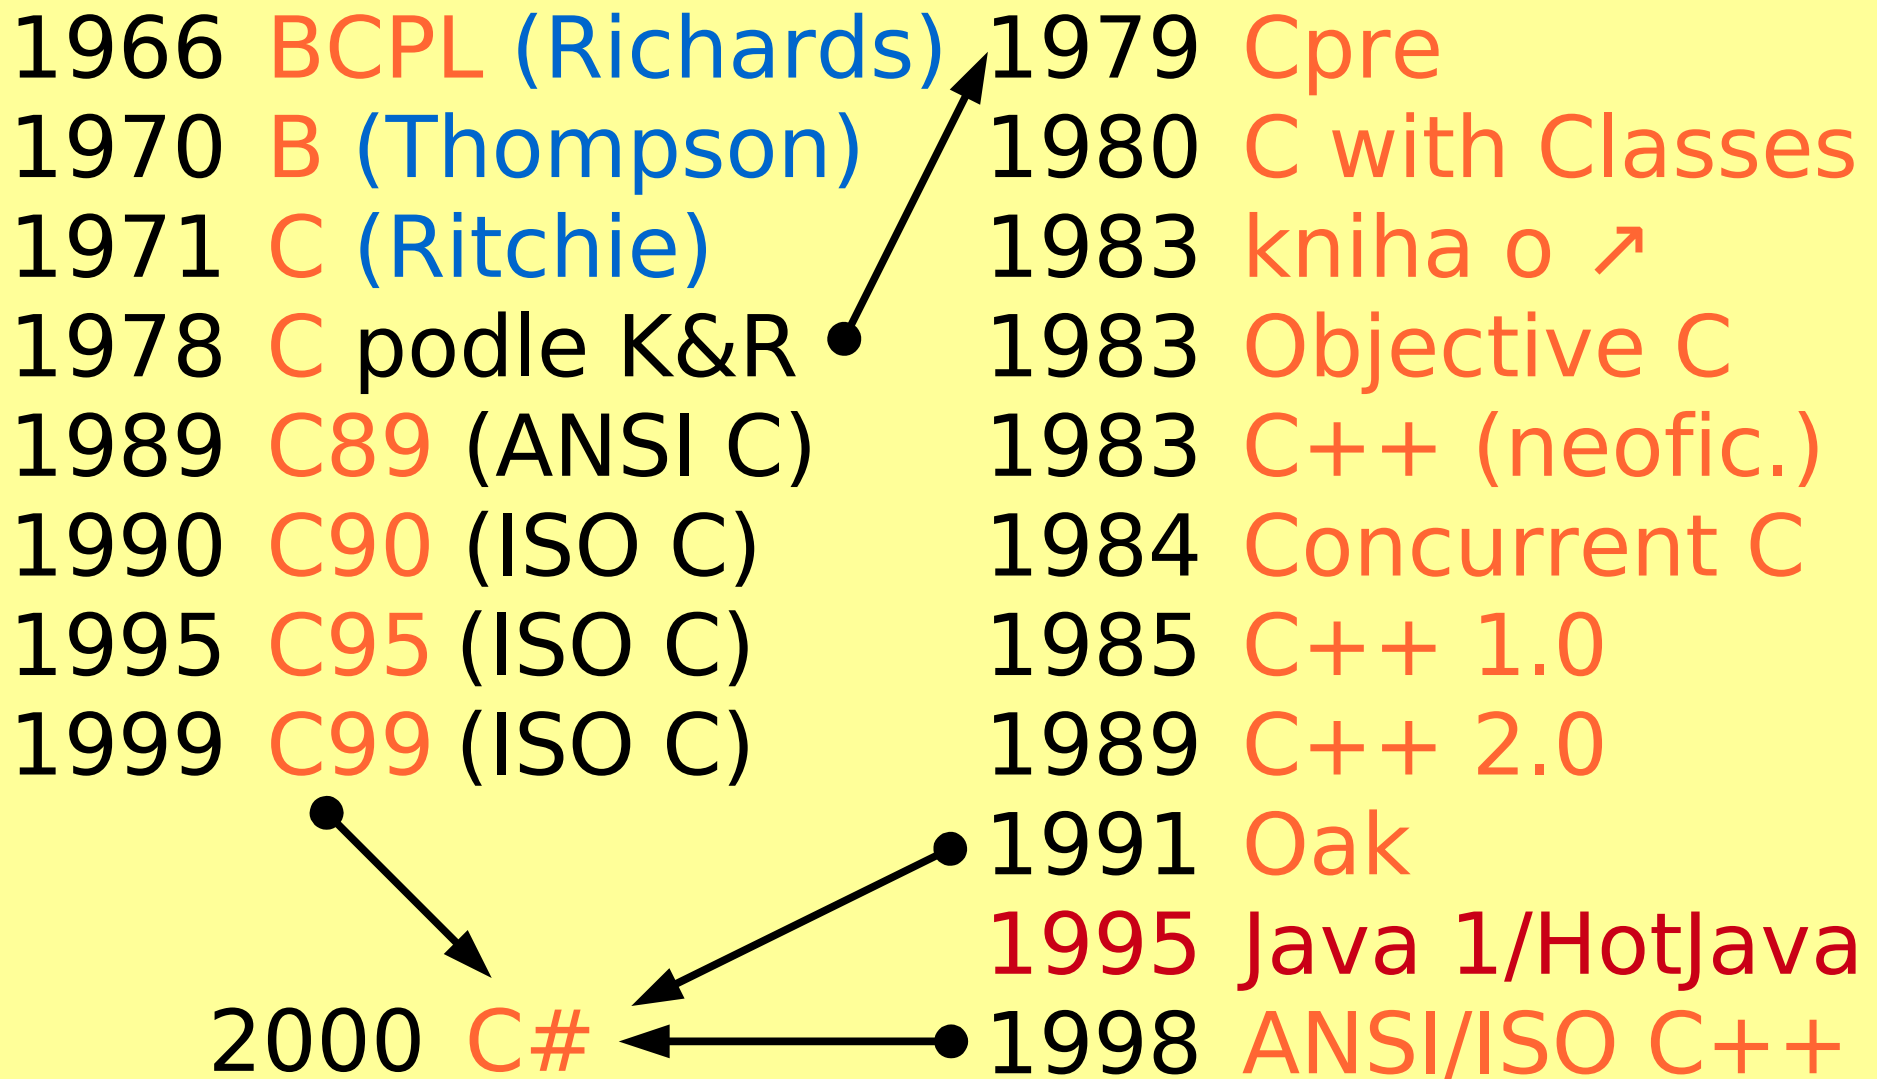 1966 BCPL (Richards)
1970 B (Thompson)
1971 C (Ritchie)
1978 C podle K&R
1989 C89 (ANSI C)
1990 C90 (ISO C)
1995 C95 (ISO C)
1999 C99 (ISO C)
2000 C#
1979 Cpre
1980 C with Classes
1983 kniha o ↗
1983 Objective C
1983 C++ (neofic.)
1984 Concurrent C
1985 C++ 1.0
1989 C++ 2.0
1991 Oak
1995 Java 1/HotJava
1998 ANSI/ISO C++